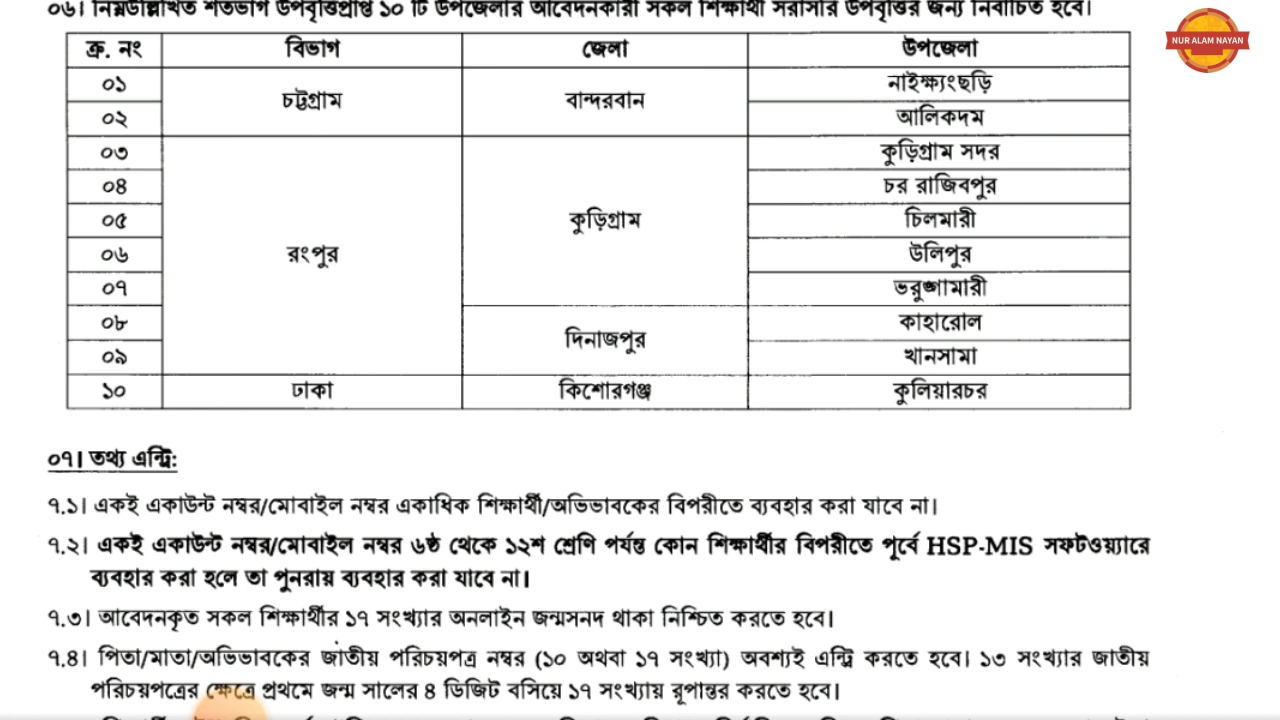 ০৬। নিম্নউল্লিখিত শতভাগ উপবৃত্তিপ্রাপ্ত ১০ টি উপজেলার আবেদনকারী সকল শিক্ষার্থী সরাসরি উপবৃত্তির জন্য নির্বাচিত হবে।
NUR ALAM NAYAN
ক্র. নং বিভাগ জেলা উপজেলা
০১ চট্টগ্রাম বান্দরবান নাইক্ষ্যংছড়ি
০২ আলিকদম
০৩ রংপুর কুড়িগ্রাম কুড়িগ্রাম সদর
০৪ চর রাজিবপুর
০৫ চিলমারী
০৬ উলিপুর
০৭ ভরুঙ্গামারী
০৮ দিনাজপুর কাহারোল
০৯ খানসামা
১০ ঢাকা কিশোরগঞ্জ কুলিয়ারচর
০৭। তথ্য এন্ট্রি:
৭.১। একই একাউন্ট নম্বর/মোবাইল নম্বর একাধিক শিক্ষার্থী/অভিভাবকের বিপরীতে ব্যবহার করা যাবে না।
৭.২। একই একাউন্ট নম্বর/মোবাইল নম্বর ৬ষ্ঠ থেকে ১২শ শ্রেণি পর্যন্ত কোন শিক্ষার্থীর বিপরীতে পূর্বে HSP-MIS সফটওয়্যারে
ব্যবহার করা হলে তা পুনরায় ব্যবহার করা যাবে না।
৭.৩। আবেদনকৃত সকল শিক্ষার্থীর ১৭ সংখ্যার অনলাইন জন্মসনদ থাকা নিশ্চিত করতে হবে।
৭.৪। পিতা/মাতা/অভিভাবকের জাতীয় পরিচয়পত্র নম্বর (১০ অথবা ১৭ সংখ্যা) অবশ্যই এন্ট্রি করতে হবে। ১৩ সংখ্যার জাতীয়
পরিচয়পত্রের ক্ষেত্রে প্রথমে জন্ম সালের ৪ ডিজিট বসিয়ে ১৭ সংখ্যায় রূপান্তর করতে হবে।